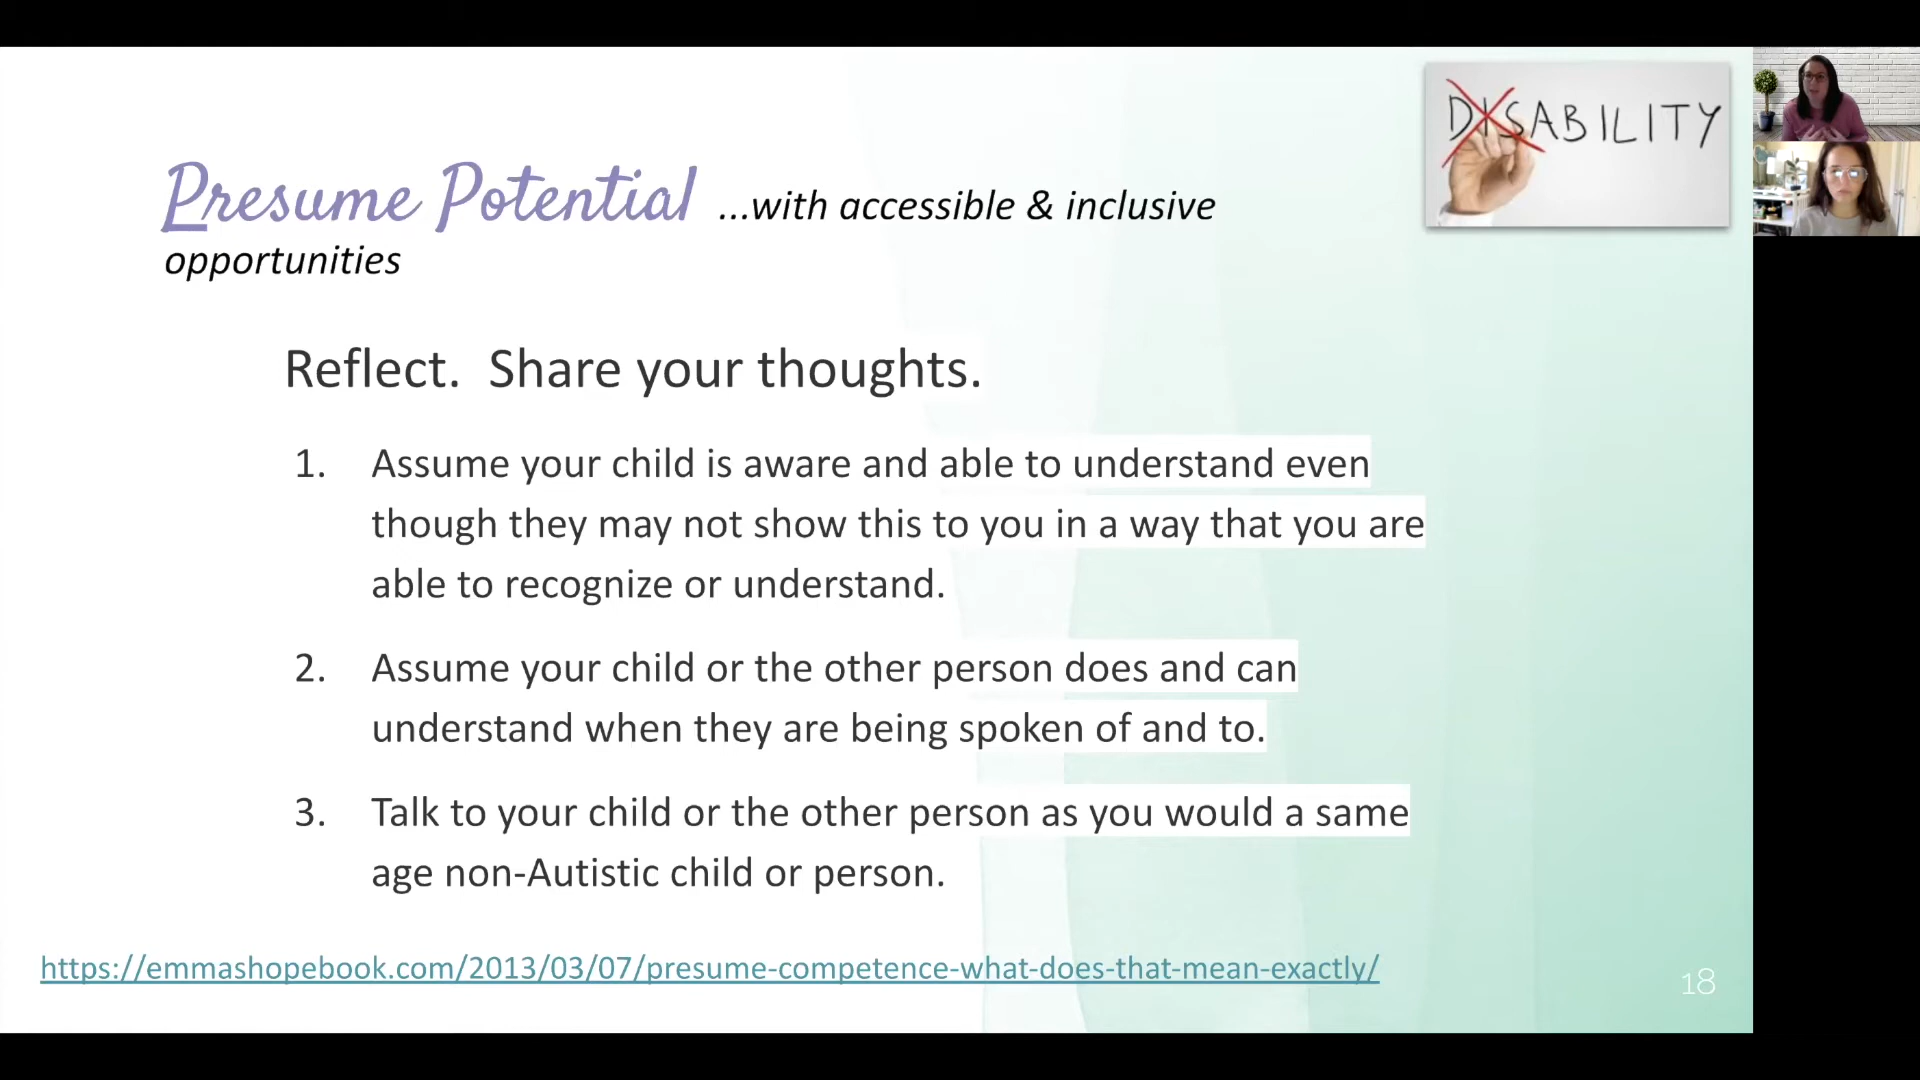 DISABILITY
Presume Potential ...with accessible & inclusive
opportunities
Reflect. Share your thoughts.
1. Assume your child is aware and able to understand even
though they may not show this to you in a way that you are
able to recognize or understand.
2. Assume your child or the other person does and can
understand when they are being spoken of and to.
3. Talk to your child or the other person as you would a same
age non-Autistic child or person.
https://emmashopebook.com/2013/03/07/presume-competence-what-does-that-mean-exactly/
18